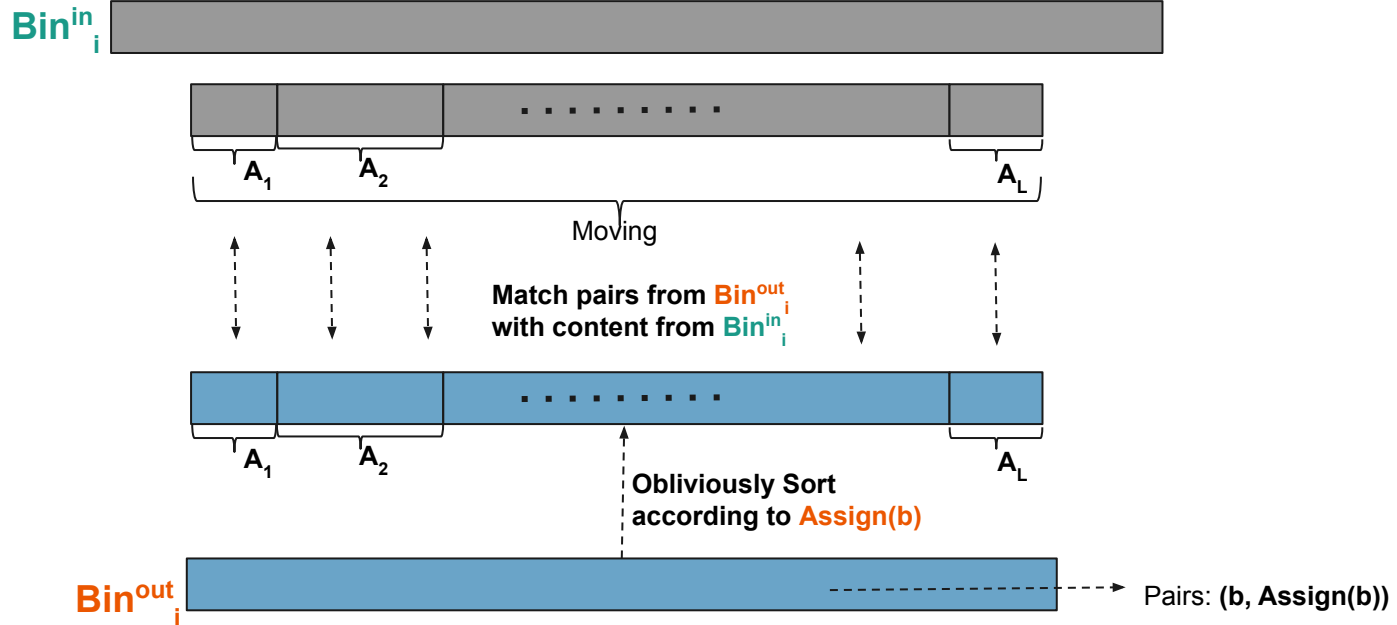 Bin^in_i
A_1 A_2 A_L
Moving
Match pairs from Bin^out_i
with content from Bin^in_i
A_1 A_2 A_L
Obliviously Sort
according to Assign(b)
Bin^out_i
Pairs: (b, Assign(b))